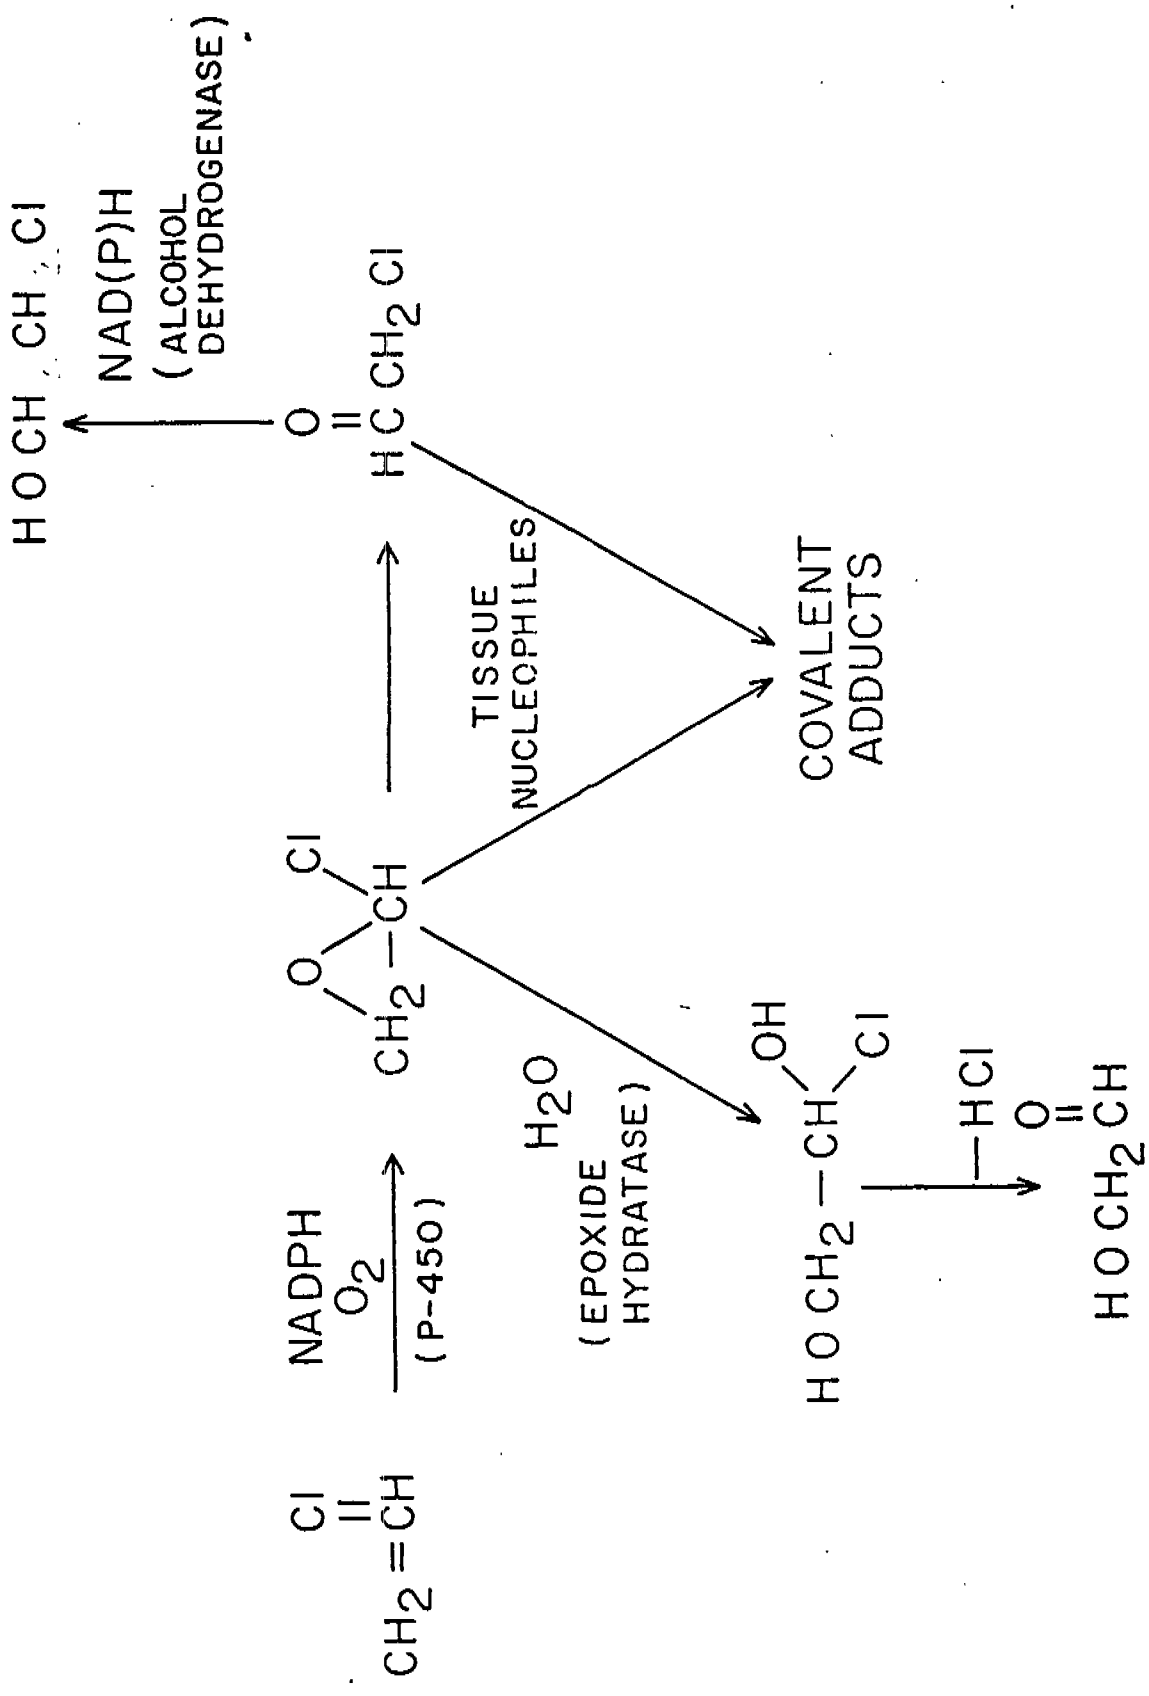 HOCH CH Cl
NAD(P)H
(ALCOHOL
DEHYDROGENASE)
Cl
||
CH2=CH
NADPH
O2
(P-450)
O Cl
CH2—CH
O
||
HCCH2Cl
TISSUE
NUCLEOPHILES
H2O
(EPOXIDE
HYDRATASE)
COVALENT
ADDUCTS
OH
HOCH2—CH
Cl
—HCl
O
||
HOCH2CH